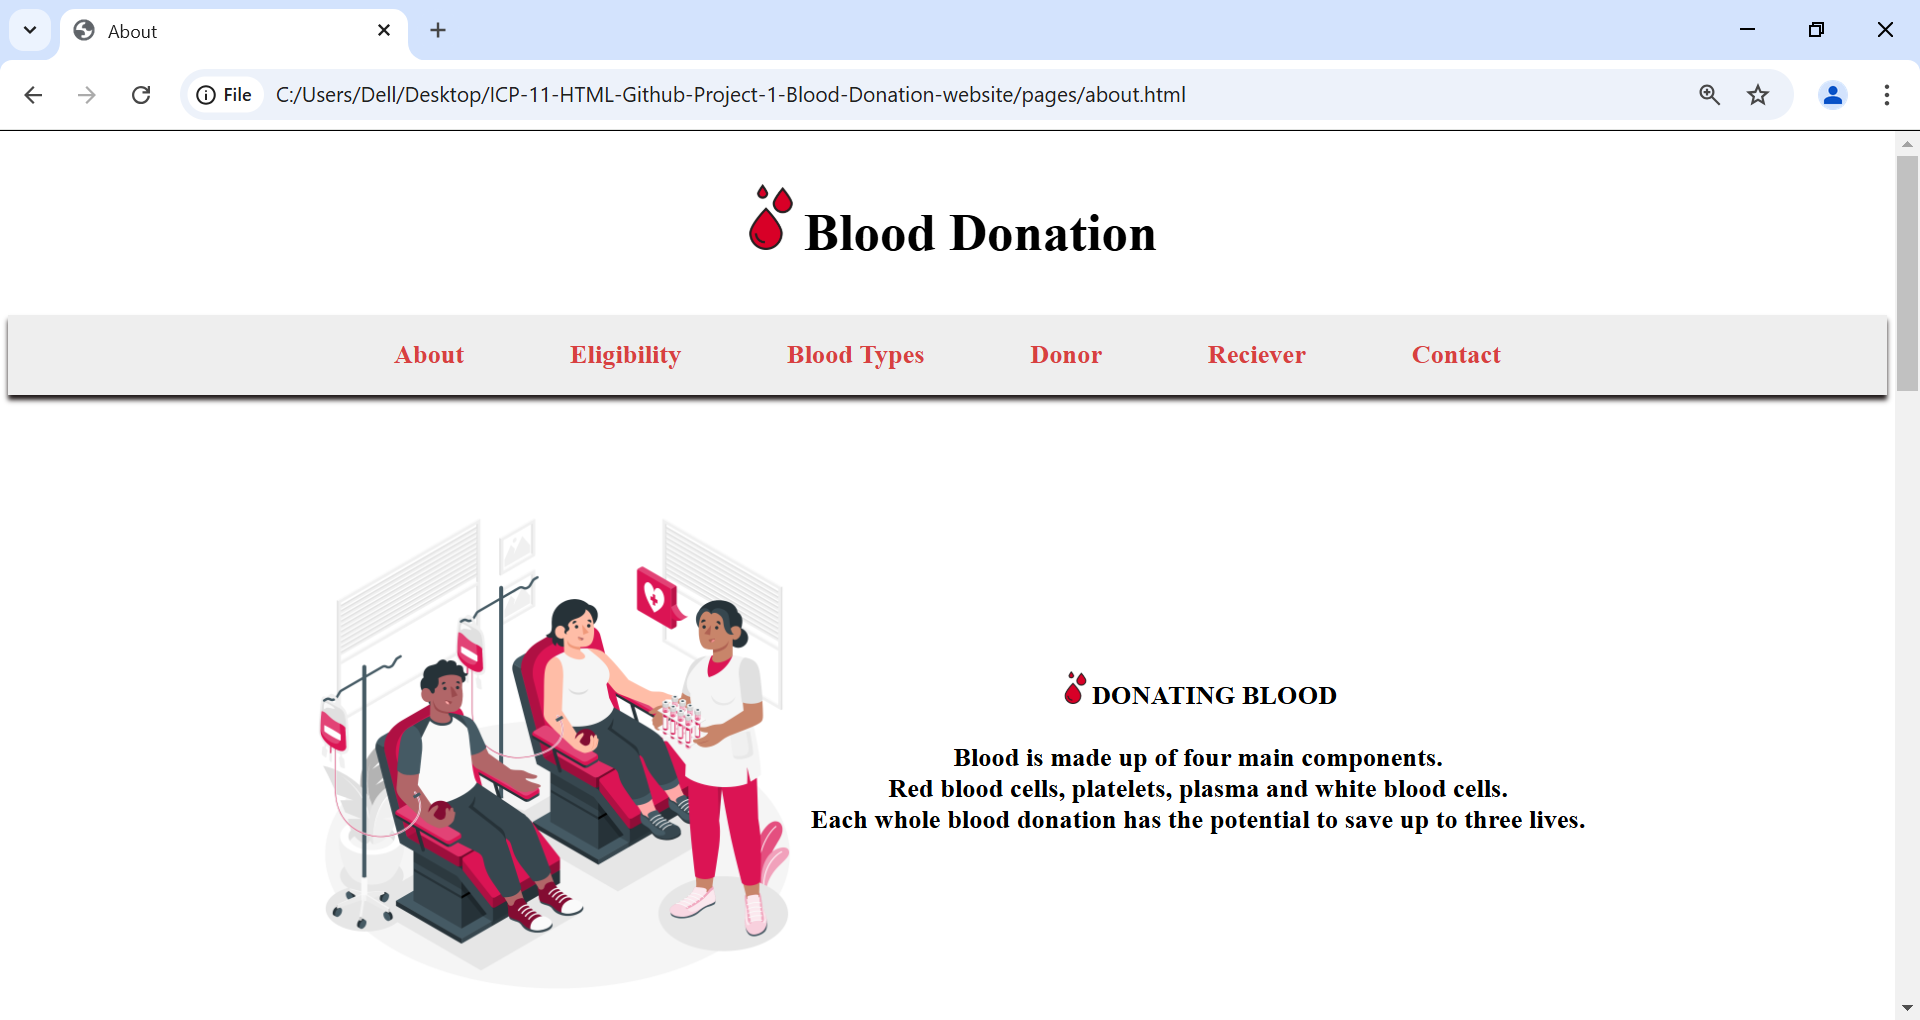 About
File C:/Users/Dell/Desktop/ICP-11-HTML-Github-Project-1-Blood-Donation-website/pages/about.html
Blood Donation
About Eligibility Blood Types Donor Reciever Contact
DONATING BLOOD
Blood is made up of four main components.
Red blood cells, platelets, plasma and white blood cells.
Each whole blood donation has the potential to save up to three lives.